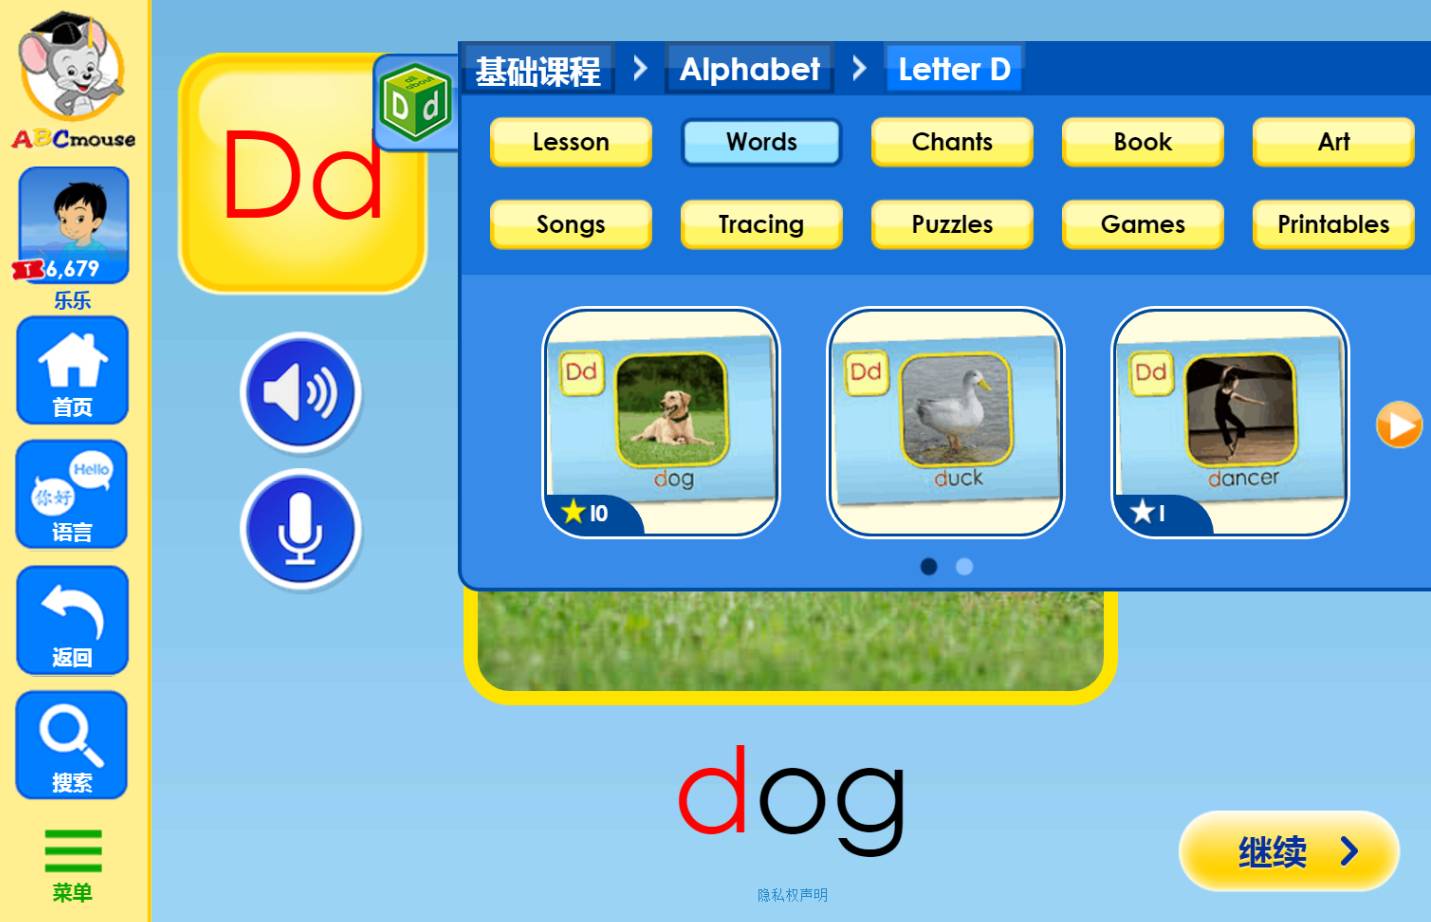 ABCmouse
T 6,679
乐乐
首页
Hello
你好
语言
返回
搜索
菜单
Dd
all about
D d
基础课程 > Alphabet > Letter D
Lesson Words Chants Book Art
Songs Tracing Puzzles Games Printables
Dd
dog
10
Dd
duck
Dd
dancer
1
dog
继续 >
隐私权声明